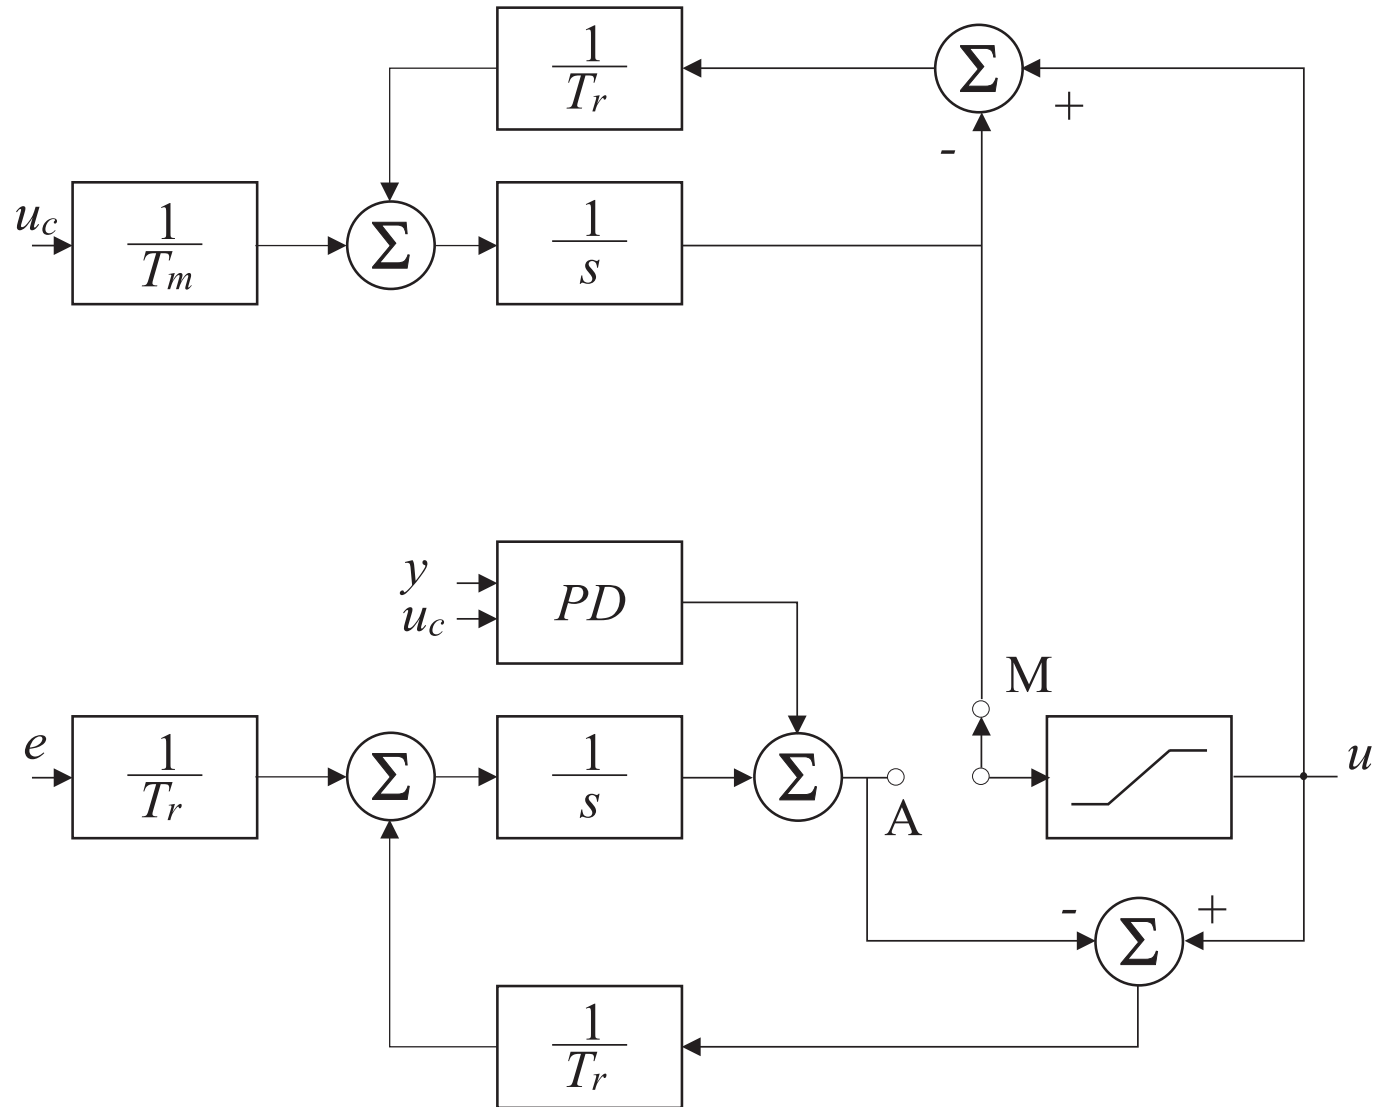 1
T_r
Σ
+
-
u_c
1
T_m
Σ
1
s
y
u_c
PD
M
e
1
T_r
Σ
1
s
Σ
A
u
-
+
Σ
1
T_r